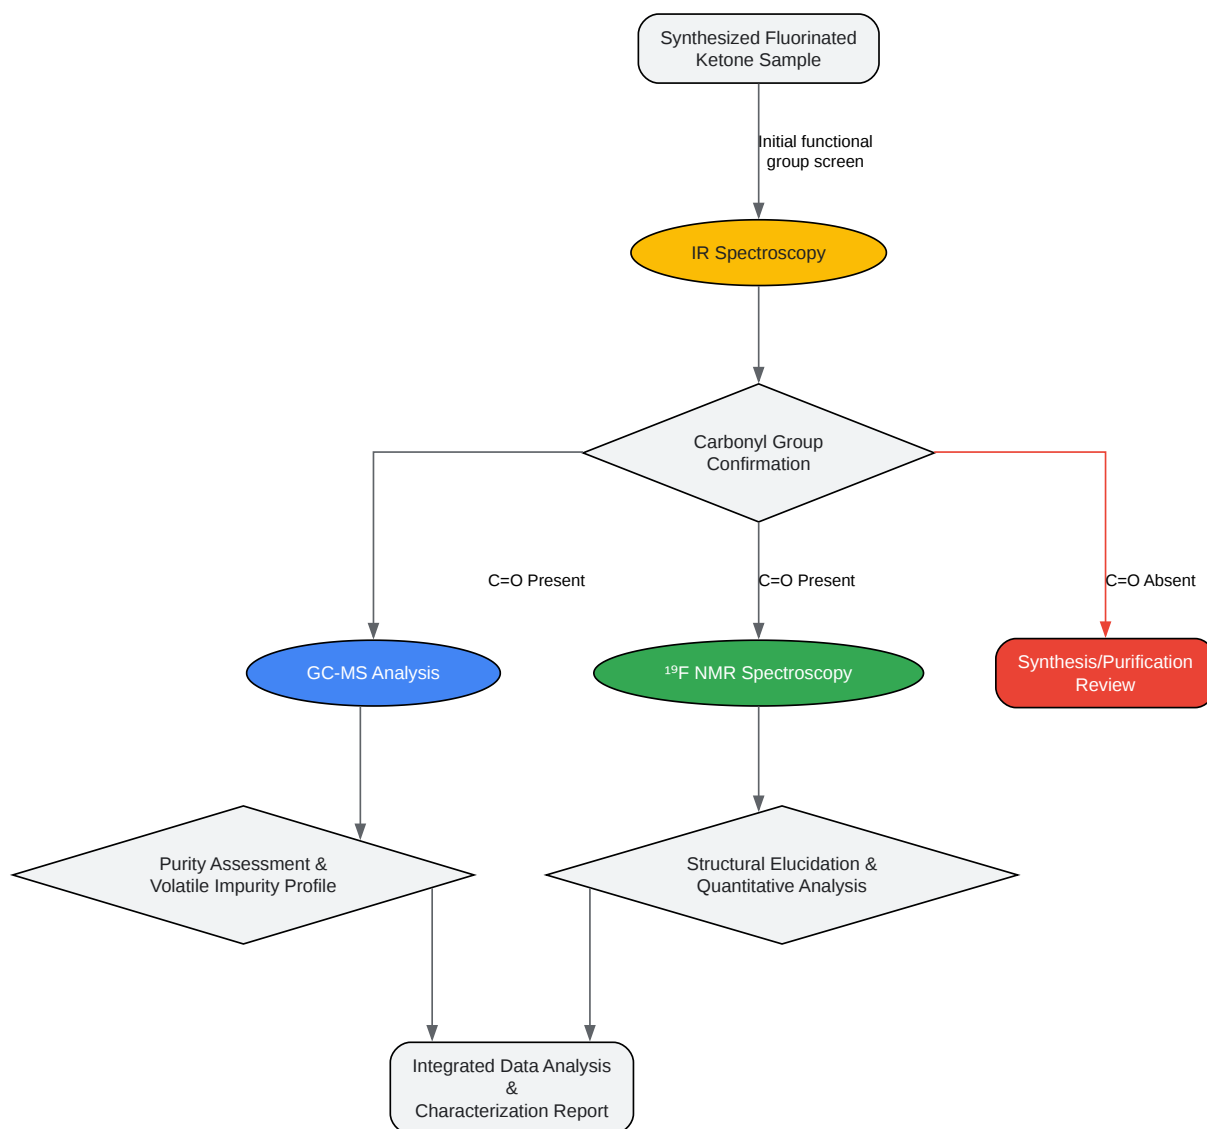 Synthesized Fluorinated
Ketone Sample
Initial functional
group screen
IR Spectroscopy
Carbonyl Group
Confirmation
C=O Present
C=O Present
C=O Absent
GC-MS Analysis
¹⁹F NMR Spectroscopy
Synthesis/Purification
Review
Purity Assessment &
Volatile Impurity Profile
Structural Elucidation &
Quantitative Analysis
Integrated Data Analysis
&
Characterization Report